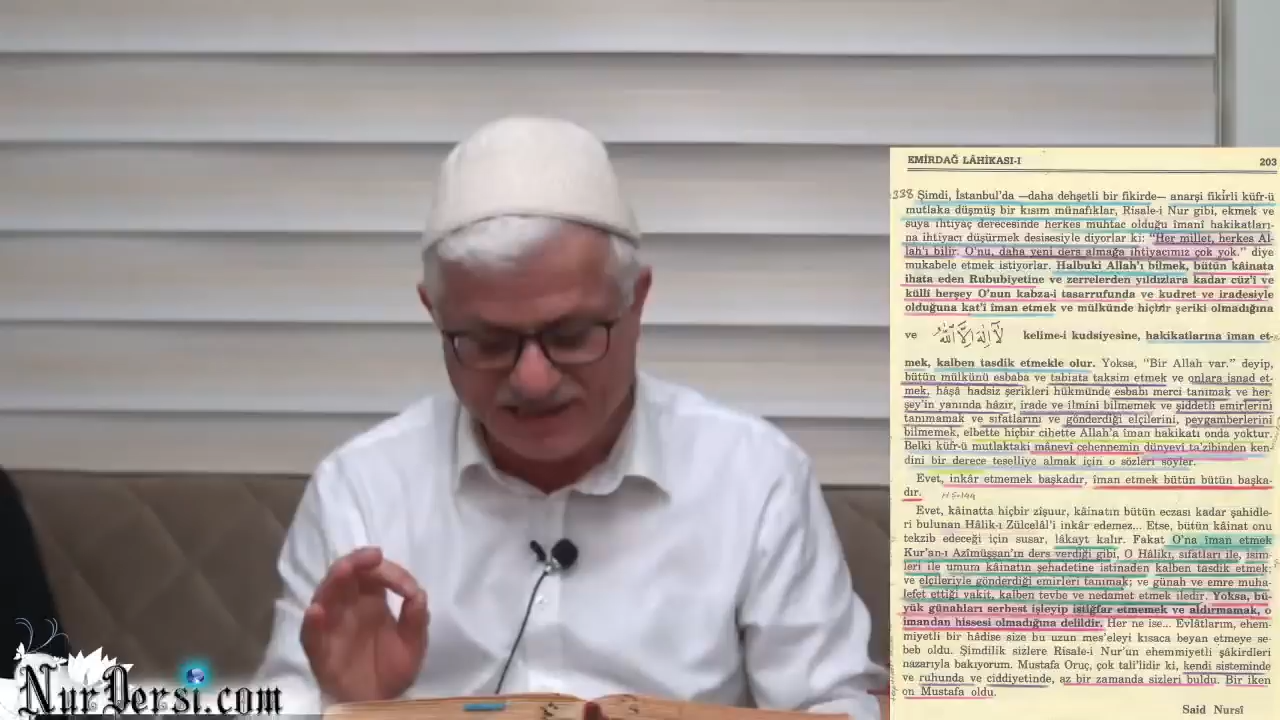 EMİRDAĞ LÂHİKASI-I 203
338 Şimdi, İstanbul'da —daha dehşetli bir fikirde— anarşi fikirli küfr-ü
mutlaka düşmüş bir kısım münafıklar, Risale-i Nur gibi, ekmek ve
suya ihtiyaç derecesinde herkes muhtaç olduğu imanî hakikatları-
na ihtiyacı düşürmek desisesiyle diyorlar ki: "Her millet, herkes Al-
lah'ı bilir. O'nu, daha yeni ders almağa ihtiyacımız çok yok." diye
mukabele etmek istiyorlar. Halbuki Allah'ı bilmek, bütün kâinata
ihata eden Rububiyetine ve zerrelerden yıldızlara kadar cüz'î ve
küllî herşey O'nun kabza-i tasarrufunda ve kudret ve iradesiyle
olduğuna kat'î iman etmek ve mülkünde hiçbir şeriki olmadığına
ve لَٓا اِلٰهَ اِلَّا اللّٰهُ kelime-i kudsiyesine, hakikatlarına iman et-
mek, kalben tasdik etmekle olur. Yoksa, "Bir Allah var." deyip,
bütün mülkünü esbaba ve tabiata taksim etmek ve onlara isnad et-
mek, hâşâ hadsiz şerikleri hükmünde esbabı merci tanımak ve her-
şey'in yanında hâzır, irade ve ilmini bilmemek ve şiddetli emirlerini
tanımamak ve sıfatlarını ve gönderdiği elçilerini, peygamberlerini
bilmemek, elbette hiçbir cihette Allah'a îman hakikatı onda yoktur.
Belki küfr-ü mutlaktaki mânevî cehennemin dünyevî ta'zibinden ken-
dini bir derece teselliye almak için o sözleri söyler.
Evet, inkâr etmemek başkadır, îman etmek bütün bütün başka-
dır.
Evet, kâinatta hiçbir zîşuur, kâinatın bütün eczası kadar şahidle-
ri bulunan Hâlik-ı Zülcelâl'i inkâr edemez... Etse, bütün kâinat onu
tekzib edeceği için susar, lâkayt kalır. Fakat O'na îman etmek
Kur'an-ı Azîmüşşan'ın ders verdiği gibi, O Hâlikı, sıfatları ile, isim-
leri ile umum kâinatın şehadetine istinaden kalben tasdik etmek;
ve elçileriyle gönderdiği emirleri tanımak; ve günah ve emre muha-
lefet ettiği vakit, kalben tevbe ve nedamet etmek iledir. Yoksa, bü-
yük günahları serbest işleyip istiğfar etmemek ve aldırmamak, o
îmandan hissesi olmadığına delildir. Her ne ise... Evlâtlarım, ehem-
miyetli bir hâdise size bu uzun mes'eleyi kısaca beyan etmeye se-
beb oldu. Şimdilik sizlere Risale-i Nur'un ehemmiyetli şâkirdleri
nazarıyla bakıyorum. Mustafa Oruç, çok tali'lidir ki, kendi sisteminde
ve ruhunda ve ciddiyetinde, az bir zamanda sizleri buldu. Bir iken
on Mustafa oldu.
Said Nursî
NurDersi.com